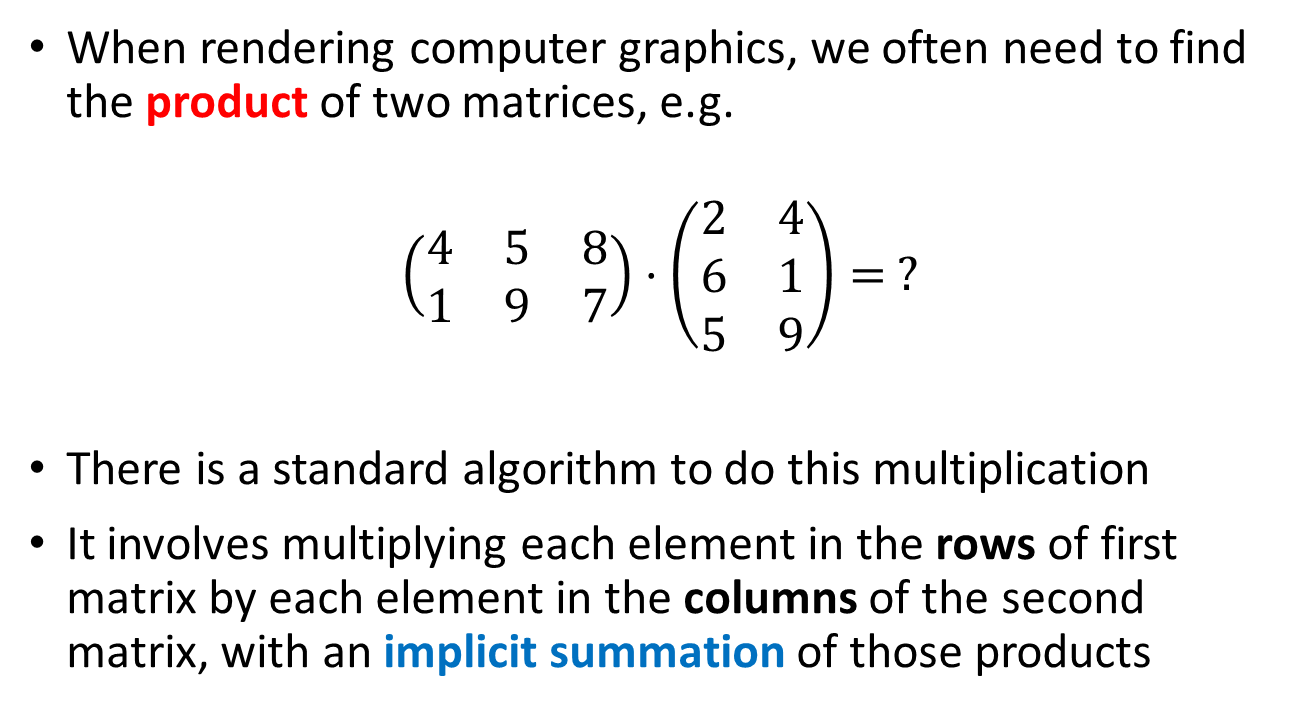 • When rendering computer graphics, we often need to find
the product of two matrices, e.g.
(4 5 8
1 9 7) · (2 4
6 1
5 9) = ?
• There is a standard algorithm to do this multiplication
• It involves multiplying each element in the rows of first
matrix by each element in the columns of the second
matrix, with an implicit summation of those products